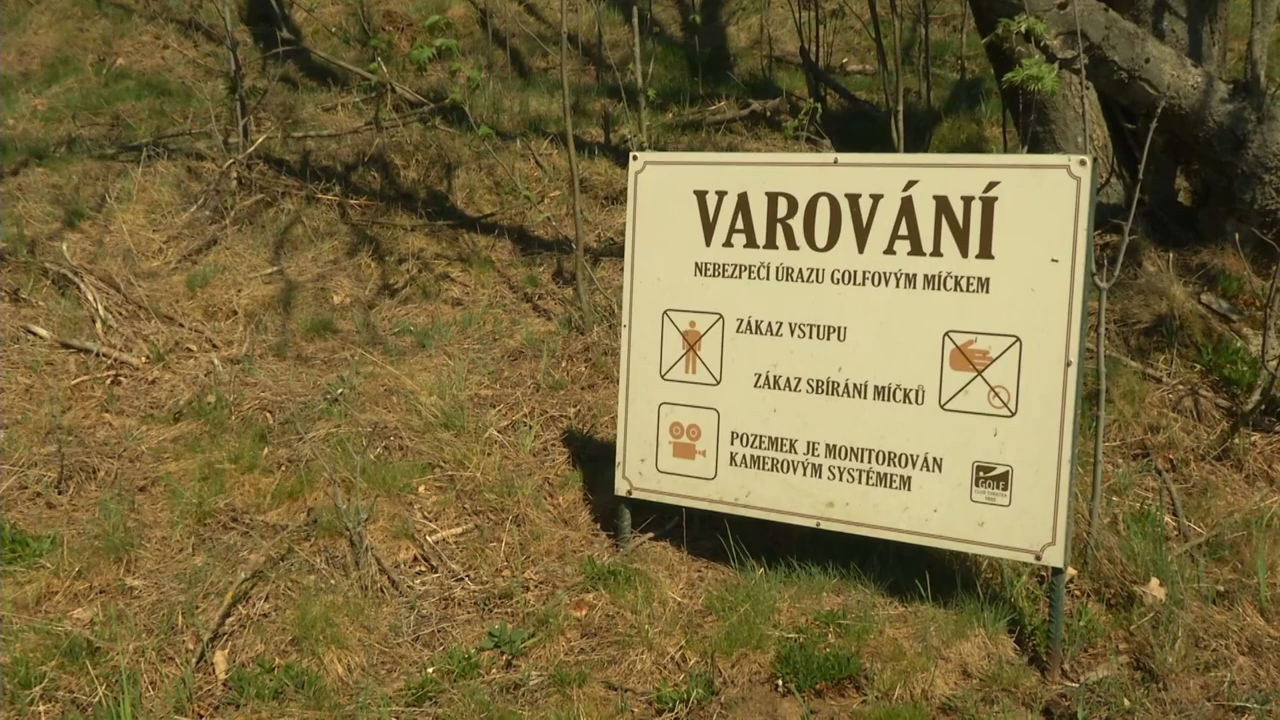 VAROVÁNÍ
NEBEZPEČÍ ÚRAZU GOLFOVÝM MÍČKEM
ZÁKAZ VSTUPU
ZÁKAZ SBÍRÁNÍ MÍČKŮ
POZEMEK JE MONITOROVÁN
KAMEROVÝM SYSTÉMEM
GOLF